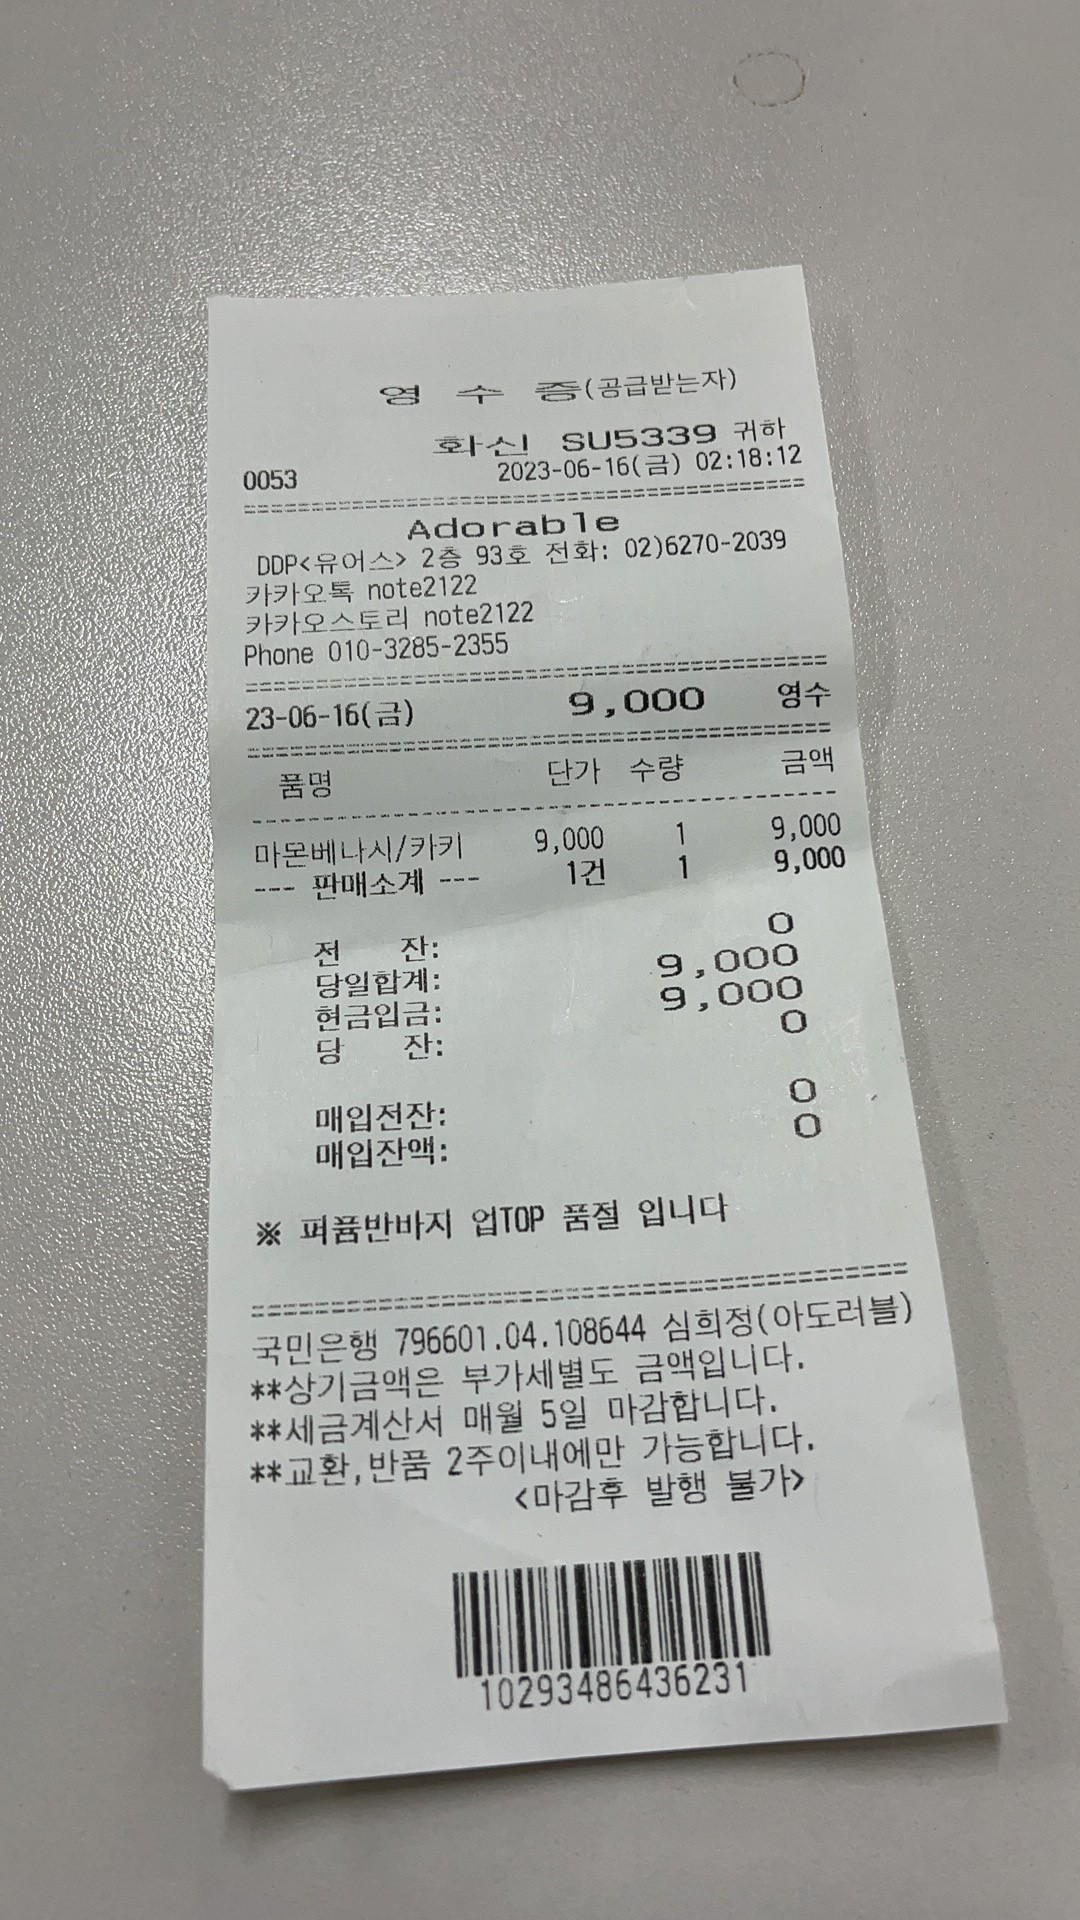 영 수 증(공급받는자)
화신 SU5339 귀하
0053 2023-06-16(금) 02:18:12
Adorable
DDP<유어스> 2층 93호 전화: 02)6270-2039
카카오톡 note2122
카카오스토리 note2122
Phone 010-3285-2355
23-06-16(금) 9,000 영수
품명 단가 수량 금액
마몬베나시/카키 9,000 1 9,000
--- 판매소계 --- 1건 1 9,000
전 잔: 0
당일합계: 9,000
현금입금: 9,000
당 잔: 0
매입전잔: 0
매입잔액: 0
※ 퍼퓸반바지 업TOP 품절 입니다
국민은행 796601.04.108644 심희정(아도러블)
**상기금액은 부가세별도 금액입니다.
**세금계산서 매월 5일 마감합니다.
**교환,반품 2주이내에만 가능합니다.
<마감후 발행 불가>
10293486436231